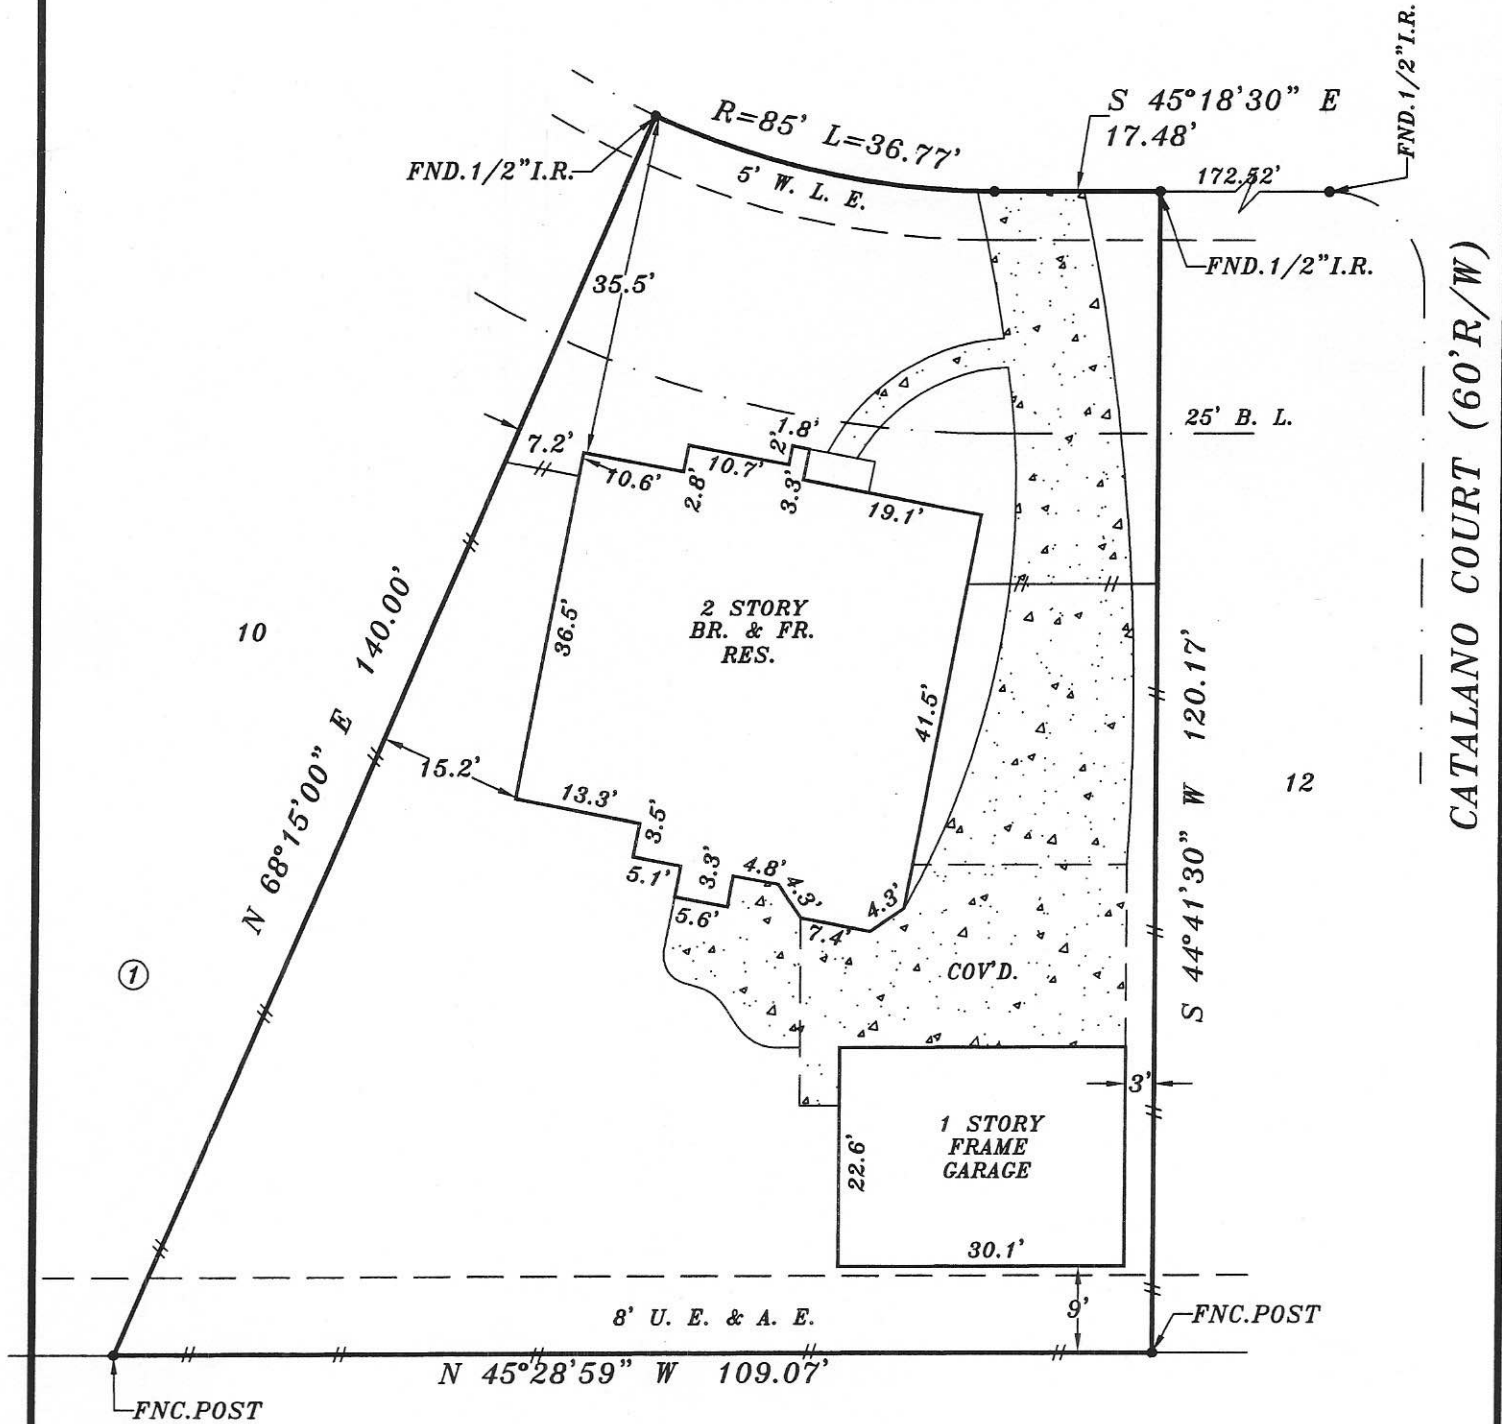 FND.1/2"I.R.
S 45°18'30" E
17.48'
R=85' L=36.77'
FND.1/2"I.R.
5' W. L. E.
172.52'
FND.1/2"I.R.
35.5'
CATALANO COURT (60'R/W)
25' B. L.
7.2'
1.8'
2'
10.6'
2.8'
10.7'
3.3'
19.1'
2 STORY
BR. & FR.
RES.
36.5'
41.5'
10
N 68°15'00" E 140.00'
S 44°41'30" W 120.17'
12
15.2'
13.3'
3.5'
5.1'
3.3'
5.6'
4.8'
4.3'
7.4'
4.3'
COV'D.
1
3'
1 STORY
FRAME
GARAGE
22.6'
30.1'
9'
8' U. E. & A. E.
FNC.POST
N 45°28'59" W 109.07'
FNC.POST